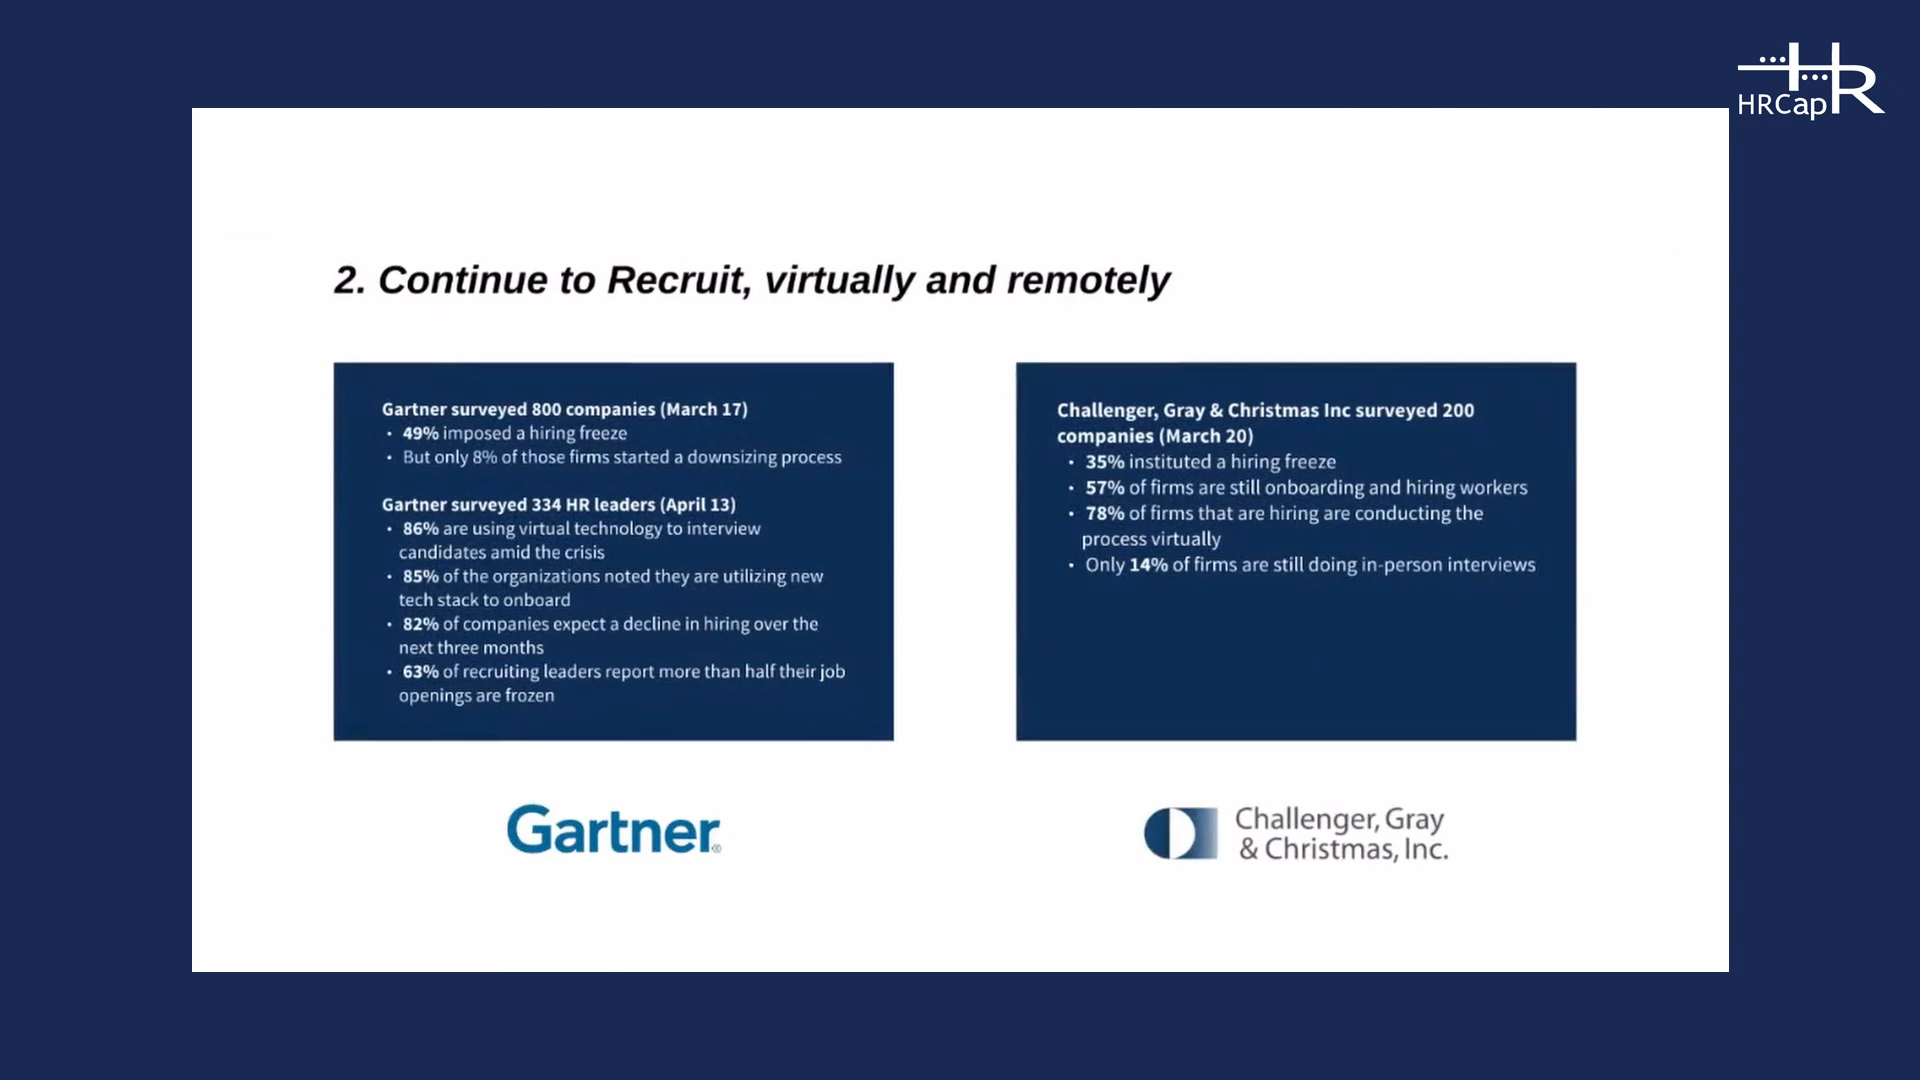 HR
HRCap
2. Continue to Recruit, virtually and remotely
Gartner surveyed 800 companies (March 17)
• 49% imposed a hiring freeze
• But only 8% of those firms started a downsizing process
Gartner surveyed 334 HR leaders (April 13)
• 86% are using virtual technology to interview
candidates amid the crisis
• 85% of the organizations noted they are utilizing new
tech stack to onboard
• 82% of companies expect a decline in hiring over the
next three months
• 63% of recruiting leaders report more than half their job
openings are frozen
Challenger, Gray & Christmas Inc surveyed 200
companies (March 20)
• 35% instituted a hiring freeze
• 57% of firms are still onboarding and hiring workers
• 78% of firms that are hiring are conducting the
process virtually
• Only 14% of firms are still doing in-person interviews
Gartner®
Challenger, Gray
& Christmas, Inc.